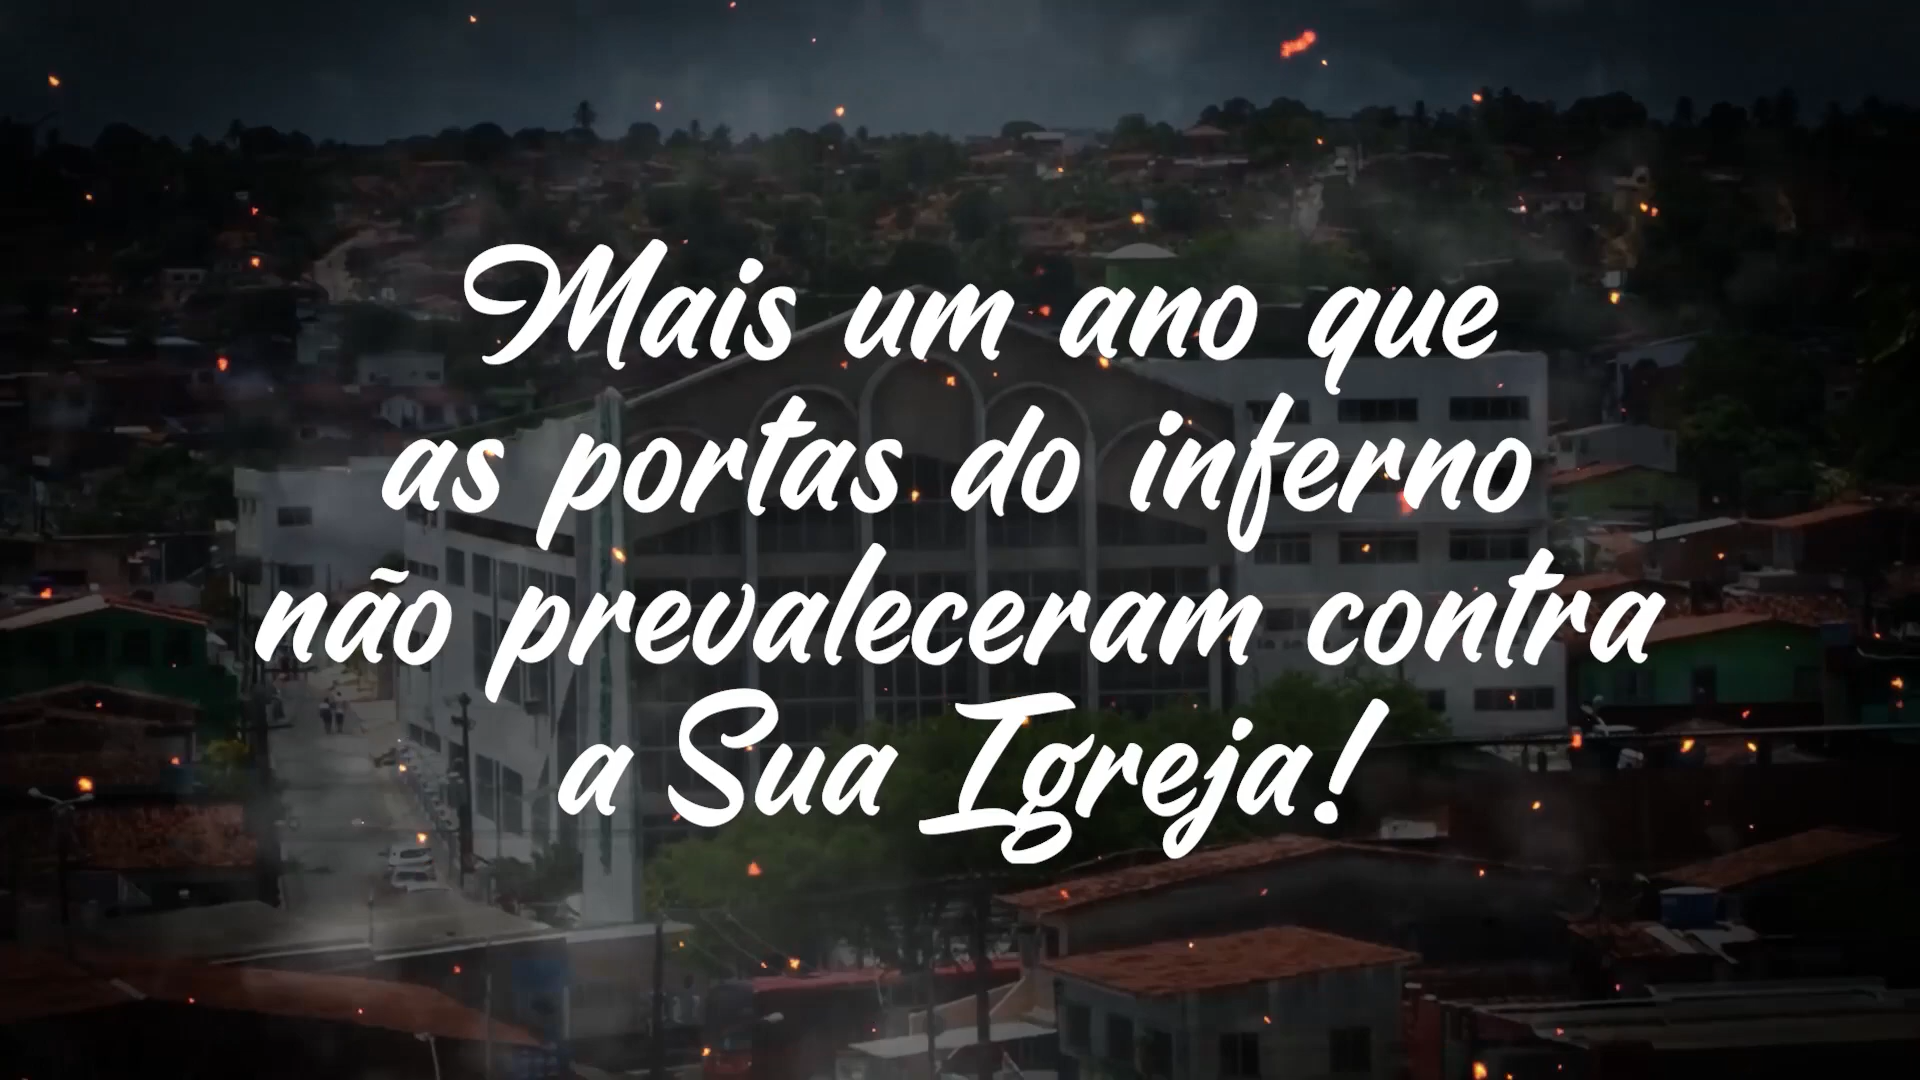 Mais um ano que
as portas do inferno
não prevaleceram contra
a Sua Igreja!